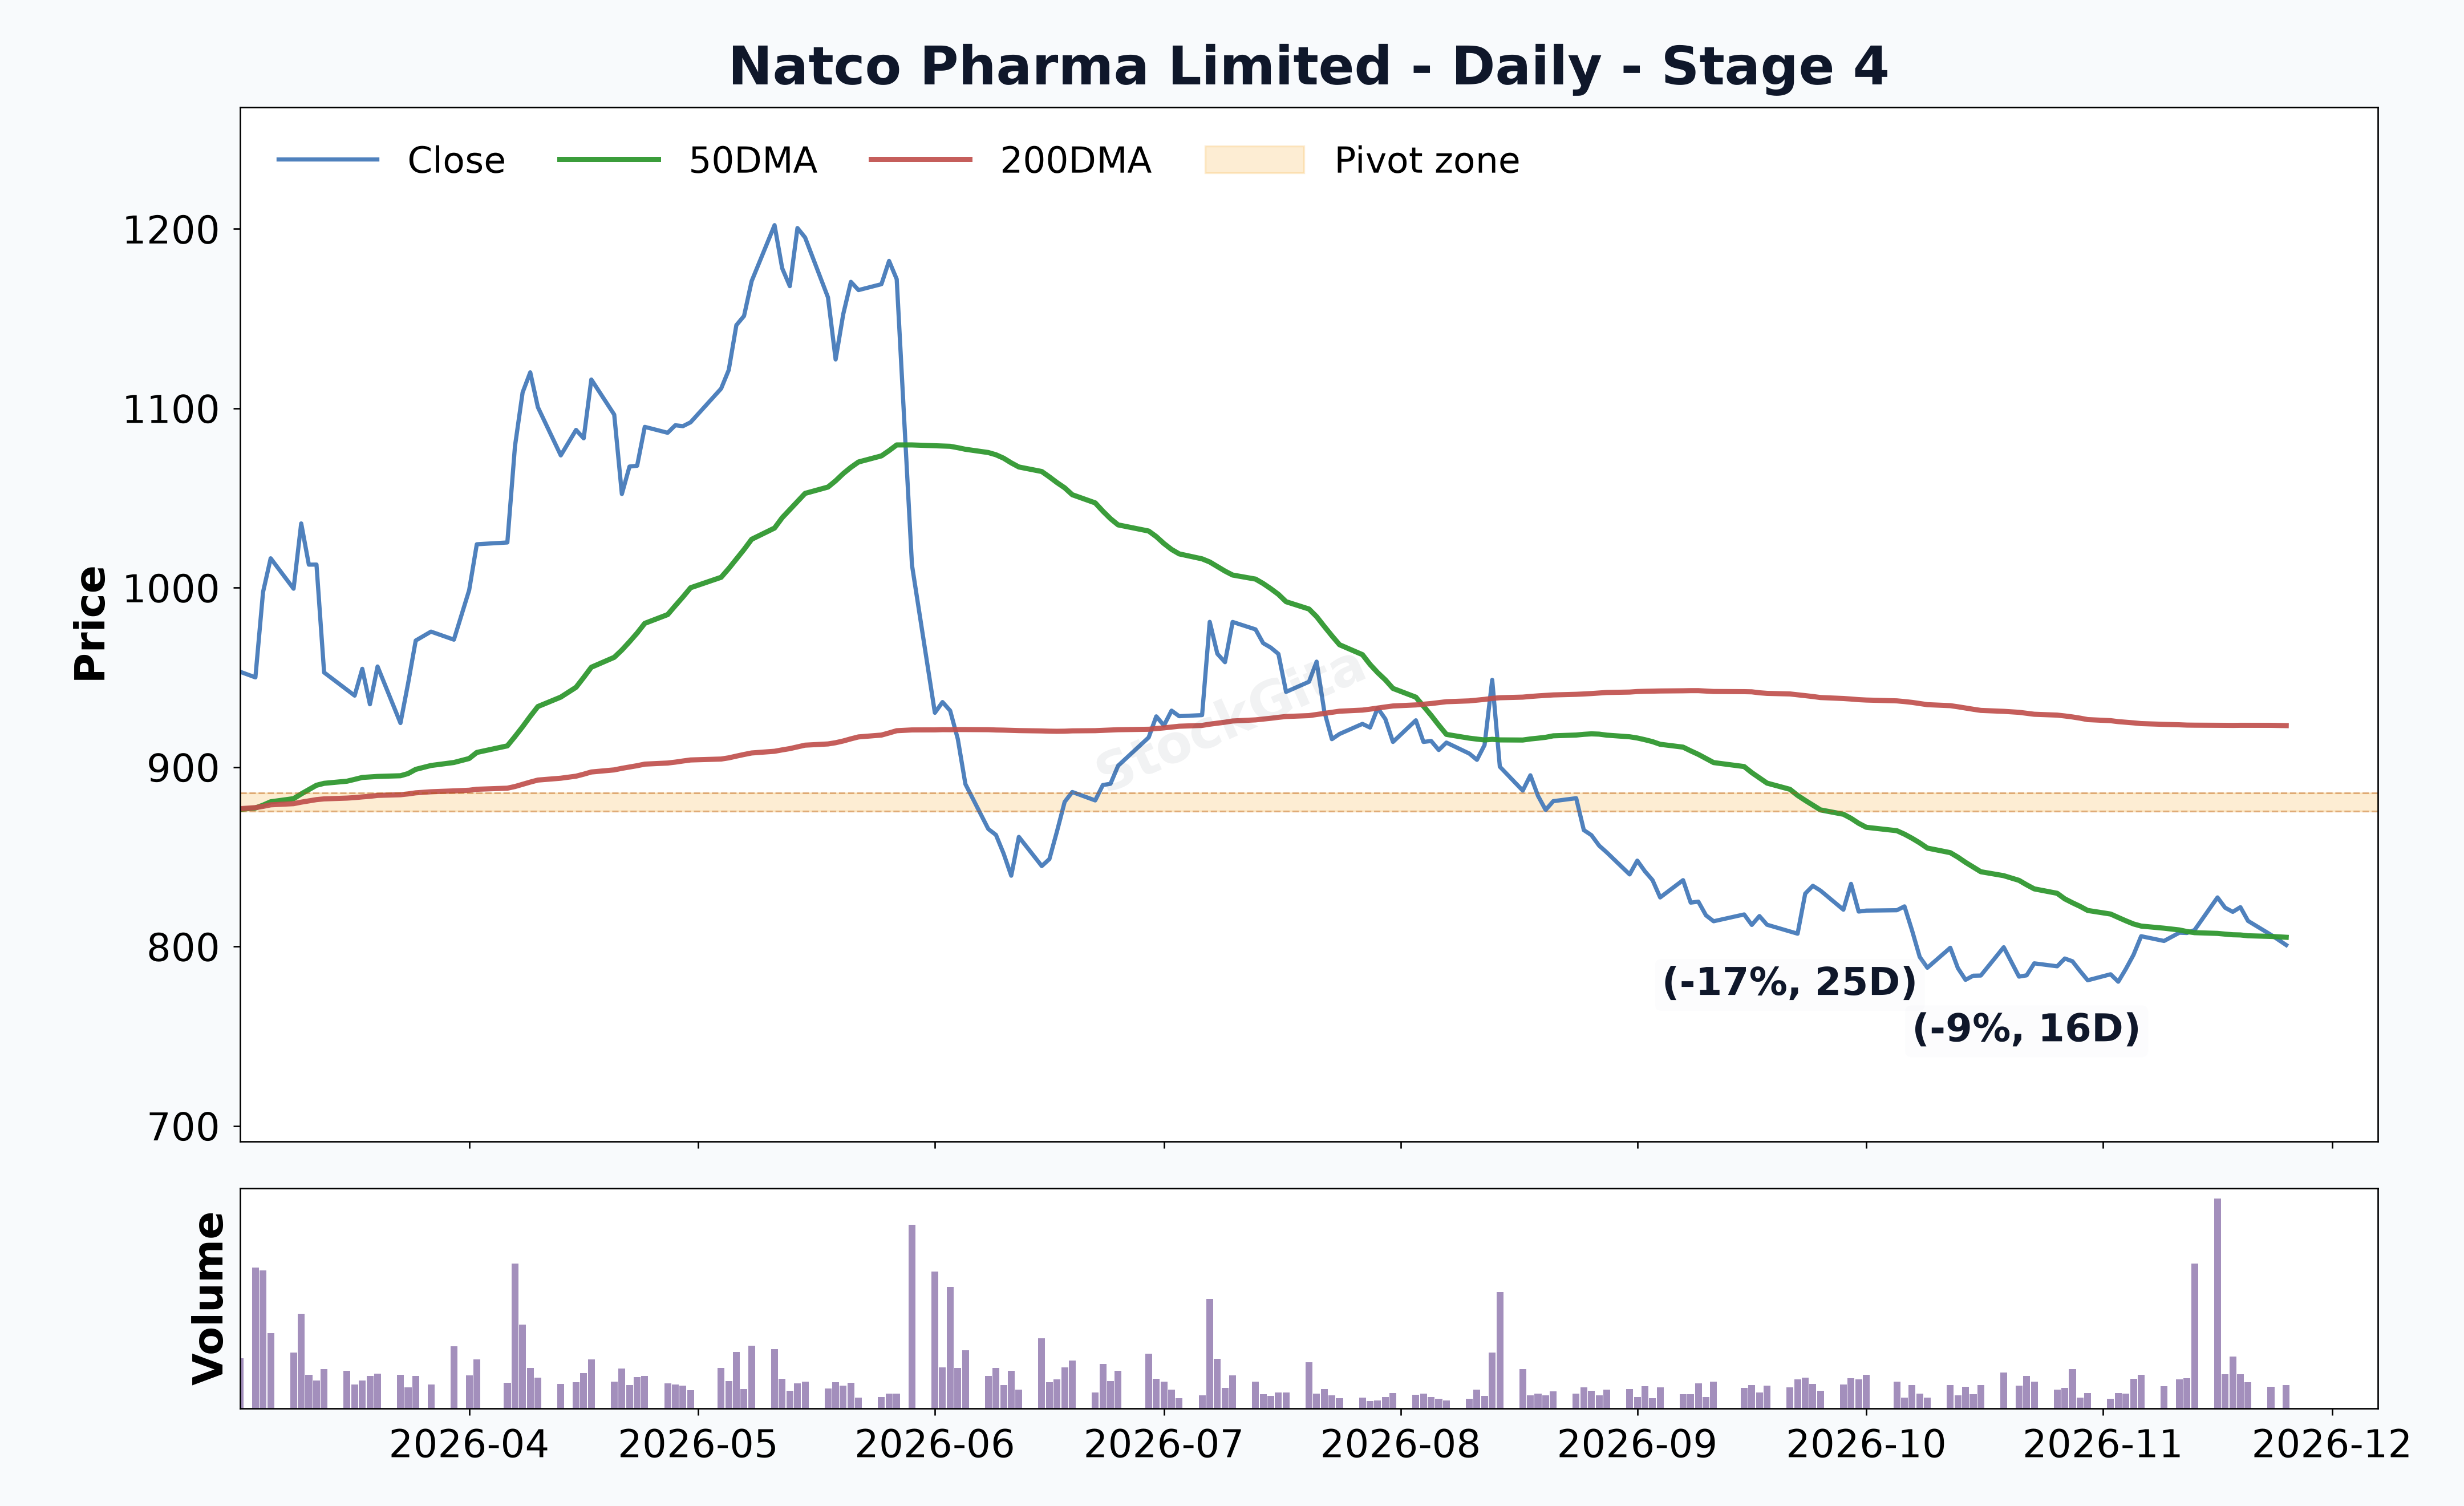 Natco Pharma Limited - Daily - Stage 4
Close 50DMA 200DMA Pivot zone
Price
1200
1100
1000
900
800
700
StockGita
(-17%, 25D)
(-9%, 16D)
Volume
2026-04 2026-05 2026-06 2026-07 2026-08 2026-09 2026-10 2026-11 2026-12